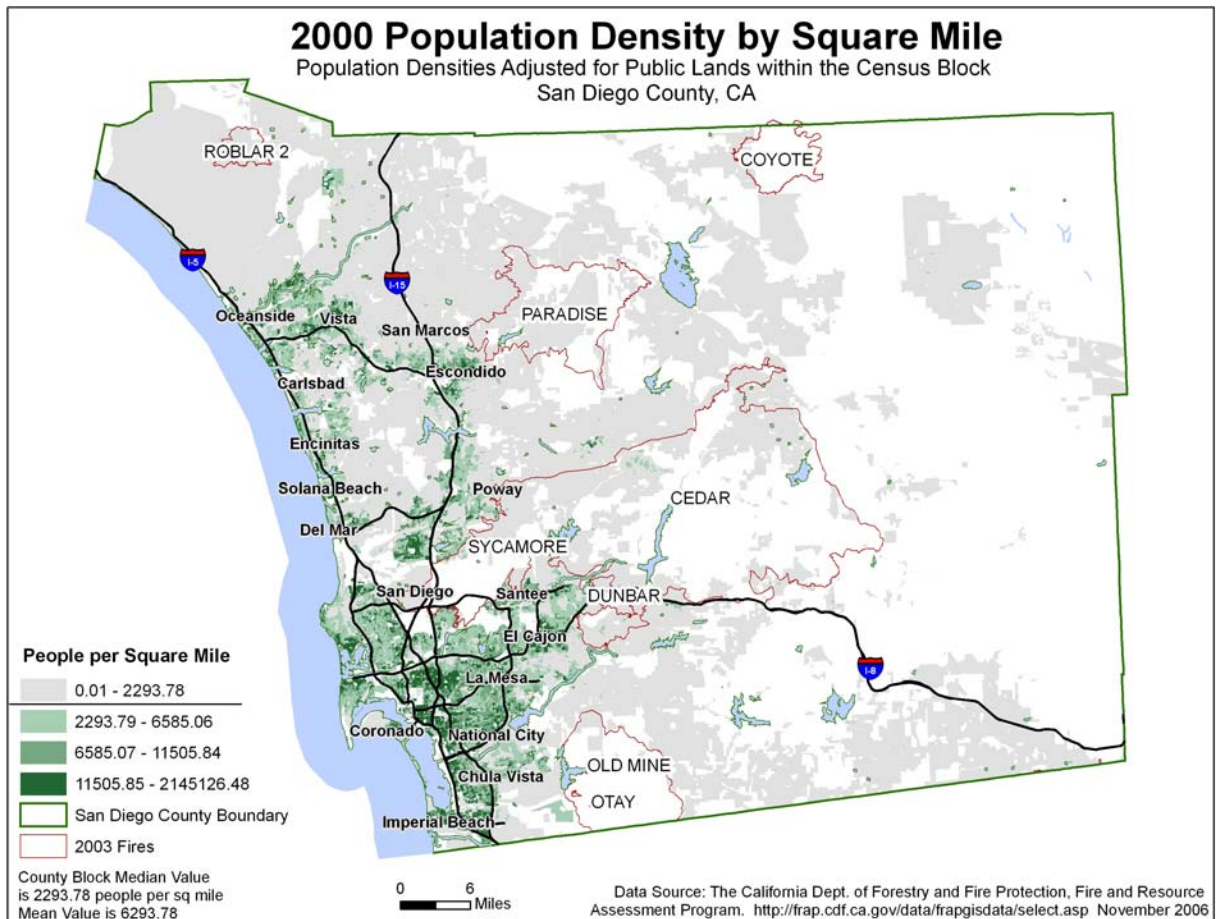 2000 Population Density by Square Mile
Population Densities Adjusted for Public Lands within the Census Block
San Diego County, CA
ROBLAR 2
COYOTE
I-5
I-15
Oceanside
Vista
San Marcos
PARADISE
Carlsbad
Escondido
Encinitas
Solana Beach
Poway
CEDAR
Del Mar
SYCAMORE
San Diego
Santee
DUNBAR
El Cajon
I-8
La Mesa
Coronado
National City
Chula Vista
OLD MINE
OTAY
Imperial Beach
People per Square Mile
0.01 - 2293.78
2293.79 - 6585.06
6585.07 - 11505.84
11505.85 - 2145126.48
San Diego County Boundary
2003 Fires
County Block Median Value
is 2293.78 people per sq mile
Mean Value is 6293.78
0 6
Miles
Data Source: The California Dept. of Forestry and Fire Protection, Fire and Resource
Assessment Program. http://frap.cdf.ca.gov/data/frapgisdata/select.asp November 2006